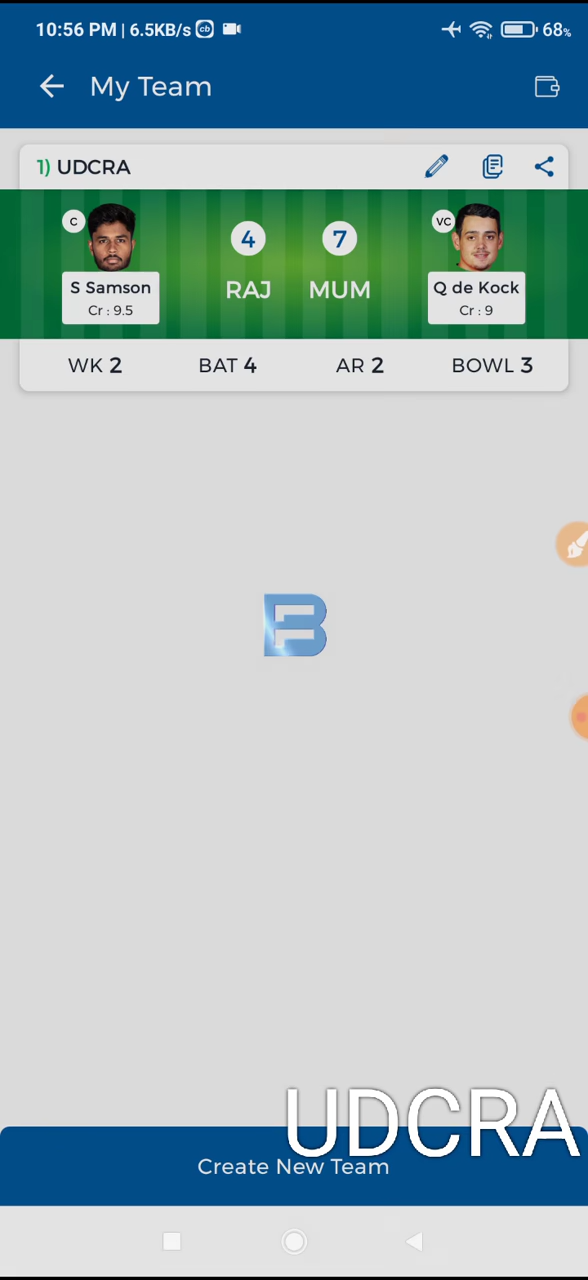 10:56 PM | 6.5KB/s cb 68%
My Team
1) UDCRA
C 4 7 VC
S Samson RAJ MUM Q de Kock
Cr : 9.5 Cr : 9
WK 2 BAT 4 AR 2 BOWL 3
B
UDCRA
Create New Team